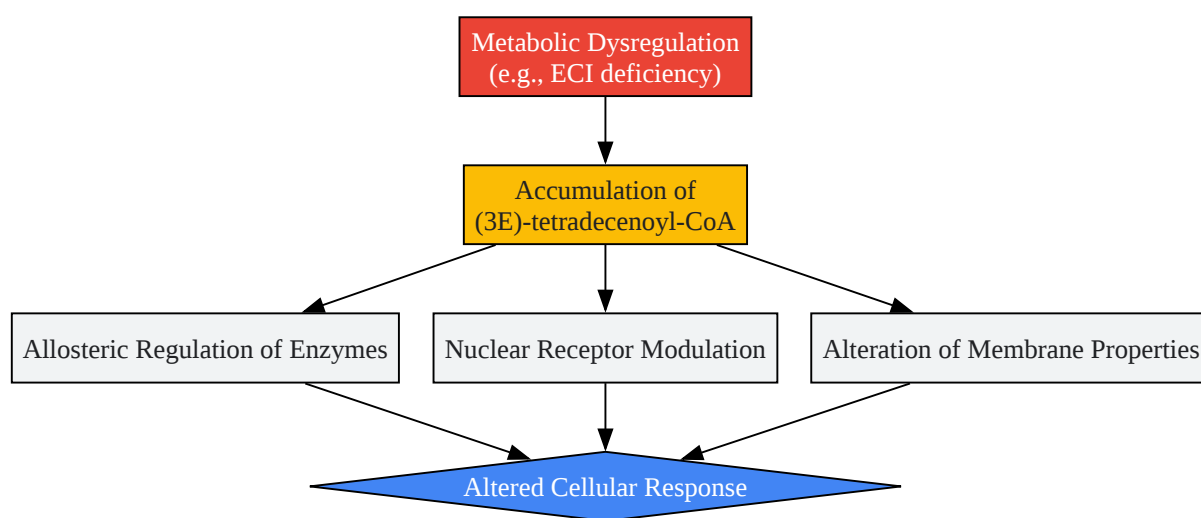 Metabolic Dysregulation
(e.g., ECI deficiency)
Accumulation of
(3E)-tetradecenoyl-CoA
Allosteric Regulation of Enzymes
Nuclear Receptor Modulation
Alteration of Membrane Properties
Altered Cellular Response